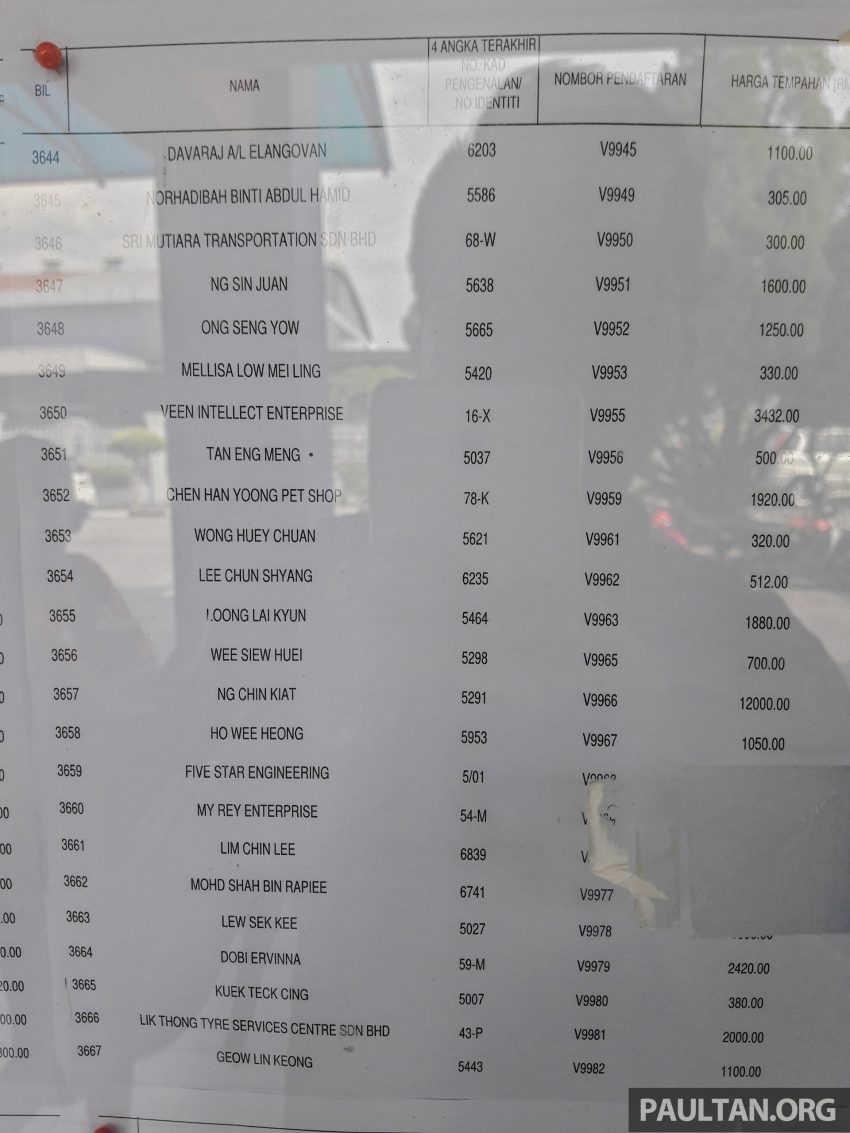 BIL NAMA 4 ANGKA TERAKHIR NO. KAD PENGENALAN/ NO IDENTITI NOMBOR PENDAFTARAN HARGA TEMPAHAN (RM
3644 DAVARAJ A/L ELANGOVAN 6203 V9945 1100.00
3645 NORHADIBAH BINTI ABDUL HAMID 5586 V9949 305.00
3646 SRI MUTIARA TRANSPORTATION SDN BHD 68-W V9950 300.00
3647 NG SIN JUAN 5638 V9951 1600.00
3648 ONG SENG YOW 5665 V9952 1250.00
3649 MELLISA LOW MEI LING 5420 V9953 330.00
3650 VEEN INTELLECT ENTERPRISE 16-X V9955 3432.00
3651 TAN ENG MENG 5037 V9956 500.00
3652 CHEN HAN YOONG PET SHOP 78-K V9959 1920.00
3653 WONG HUEY CHUAN 5621 V9961 320.00
3654 LEE CHUN SHYANG 6235 V9962 512.00
3655 LOONG LAI KYUN 5464 V9963 1880.00
3656 WEE SIEW HUEI 5298 V9965 700.00
3657 NG CHIN KIAT 5291 V9966 12000.00
3658 HO WEE HEONG 5953 V9967 1050.00
3659 FIVE STAR ENGINEERING 5/01
3660 MY REY ENTERPRISE 54-M
3661 LIM CHIN LEE 6839
3662 MOHD SHAH BIN RAPIEE 6741 V9977
3663 LEW SEK KEE 5027 V9978
3664 DOBI ERVINNA 59-M V9979 2420.00
3665 KUEK TECK CING 5007 V9980 380.00
3666 LIK THONG TYRE SERVICES CENTRE SDN BHD 43-P V9981 2000.00
3667 GEOW LIN KEONG 5443 V9982 1100.00
PAULTAN.ORG